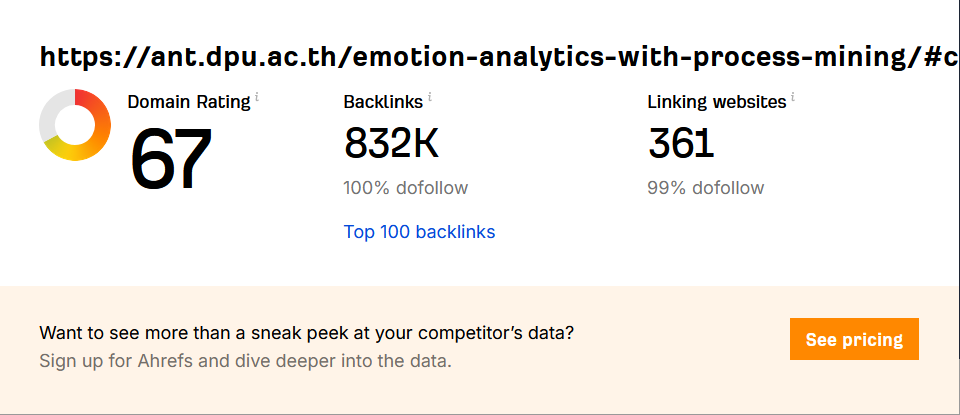 https://ant.dpu.ac.th/emotion-analytics-with-process-mining/#c
Domain Rating i
Backlinks i
Linking websites i
67
832K
361
100% dofollow
99% dofollow
Top 100 backlinks
Want to see more than a sneak peek at your competitor’s data?
Sign up for Ahrefs and dive deeper into the data.
See pricing